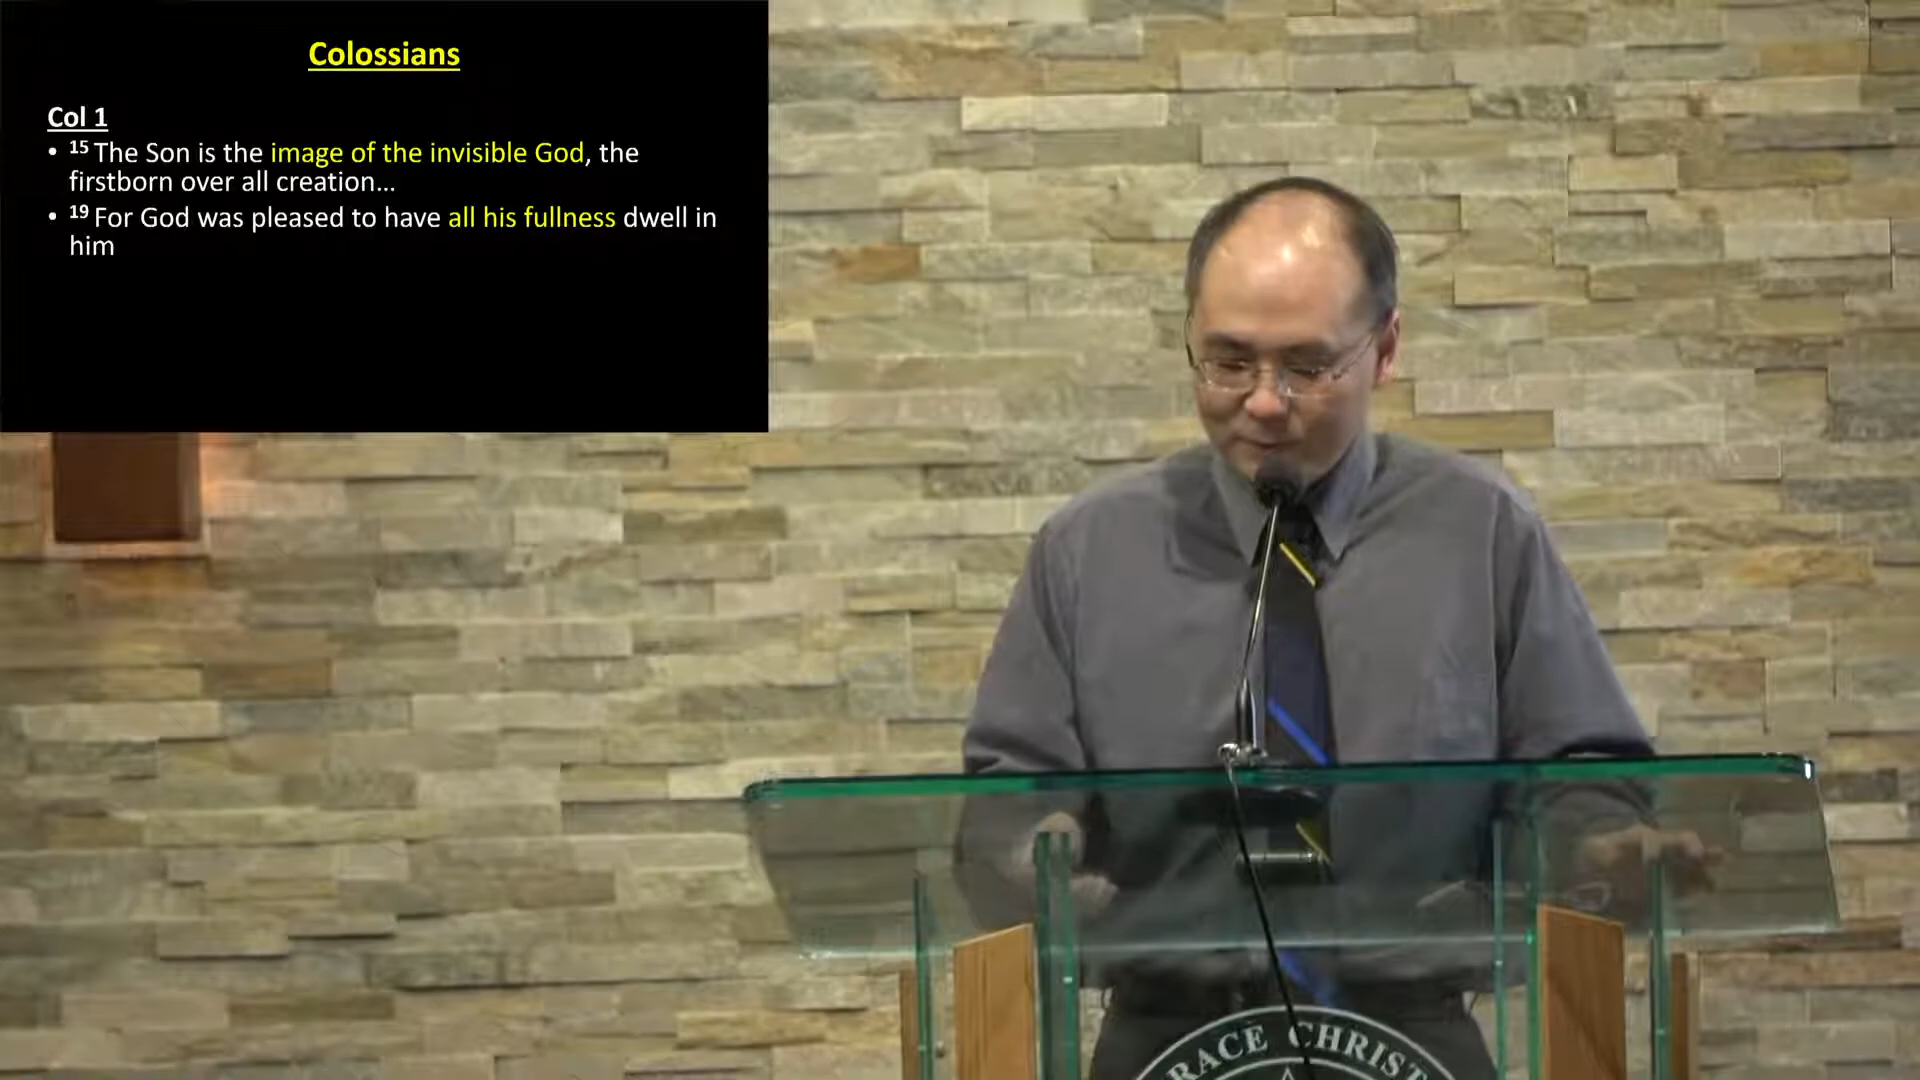 Colossians
Col 1
• 15 The Son is the image of the invisible God, the
firstborn over all creation...
• 19 For God was pleased to have all his fullness dwell in
him
RACE CHRIST